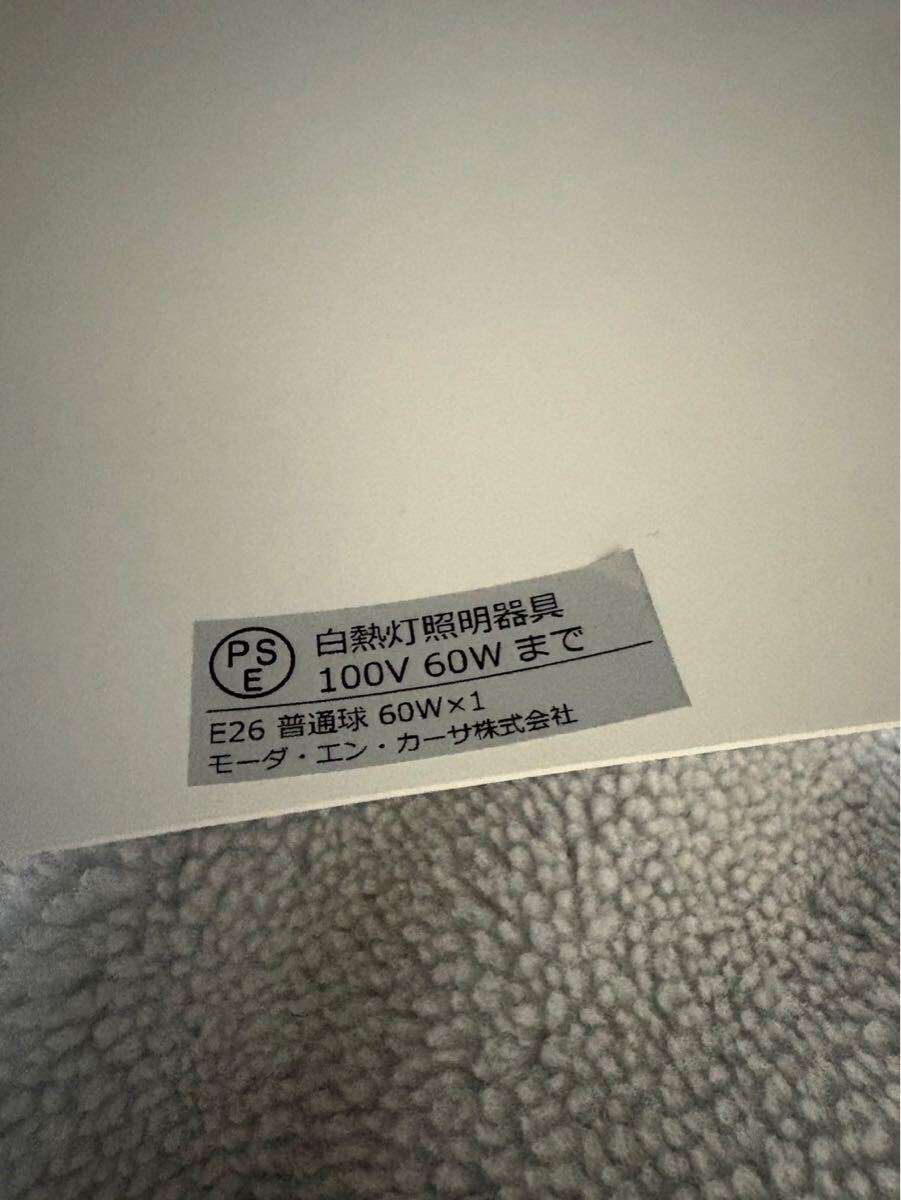 PS
E
白熱灯照明器具
100V 60W まで
E26 普通球 60W×1
モーダ・エン・カーサ株式会社